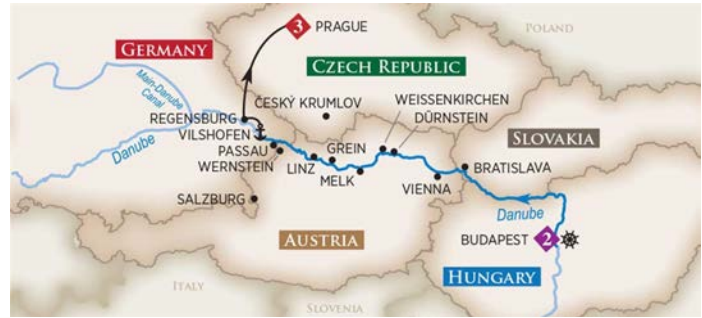 POLAND
3
PRAGUE
GERMANY
CZECH REPUBLIC
Main-Danube
Canal
ČESKÝ KRUMLOV
WEISSENKIRCHEN
DÜRNSTEIN
REGENSBURG
VILSHOFEN
SLOVAKIA
Danube
PASSAU
GREIN
WERNSTEIN
LINZ
MELK
BRATISLAVA
VIENNA
SALZBURG
Danube
AUSTRIA
BUDAPEST
2
HUNGARY
ITALY
SLOVENIA